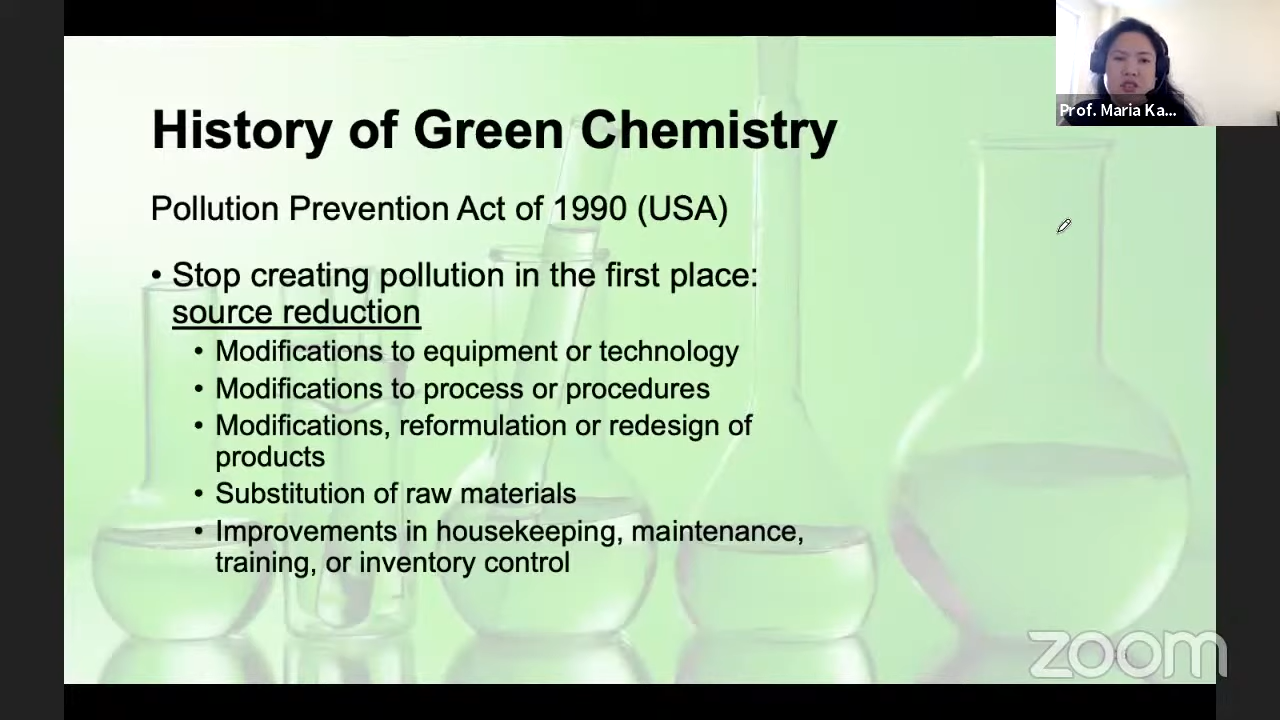 Prof. Maria Ka...
History of Green Chemistry
Pollution Prevention Act of 1990 (USA)
• Stop creating pollution in the first place:
source reduction
• Modifications to equipment or technology
• Modifications to process or procedures
• Modifications, reformulation or redesign of
products
• Substitution of raw materials
• Improvements in housekeeping, maintenance,
training, or inventory control
zoom